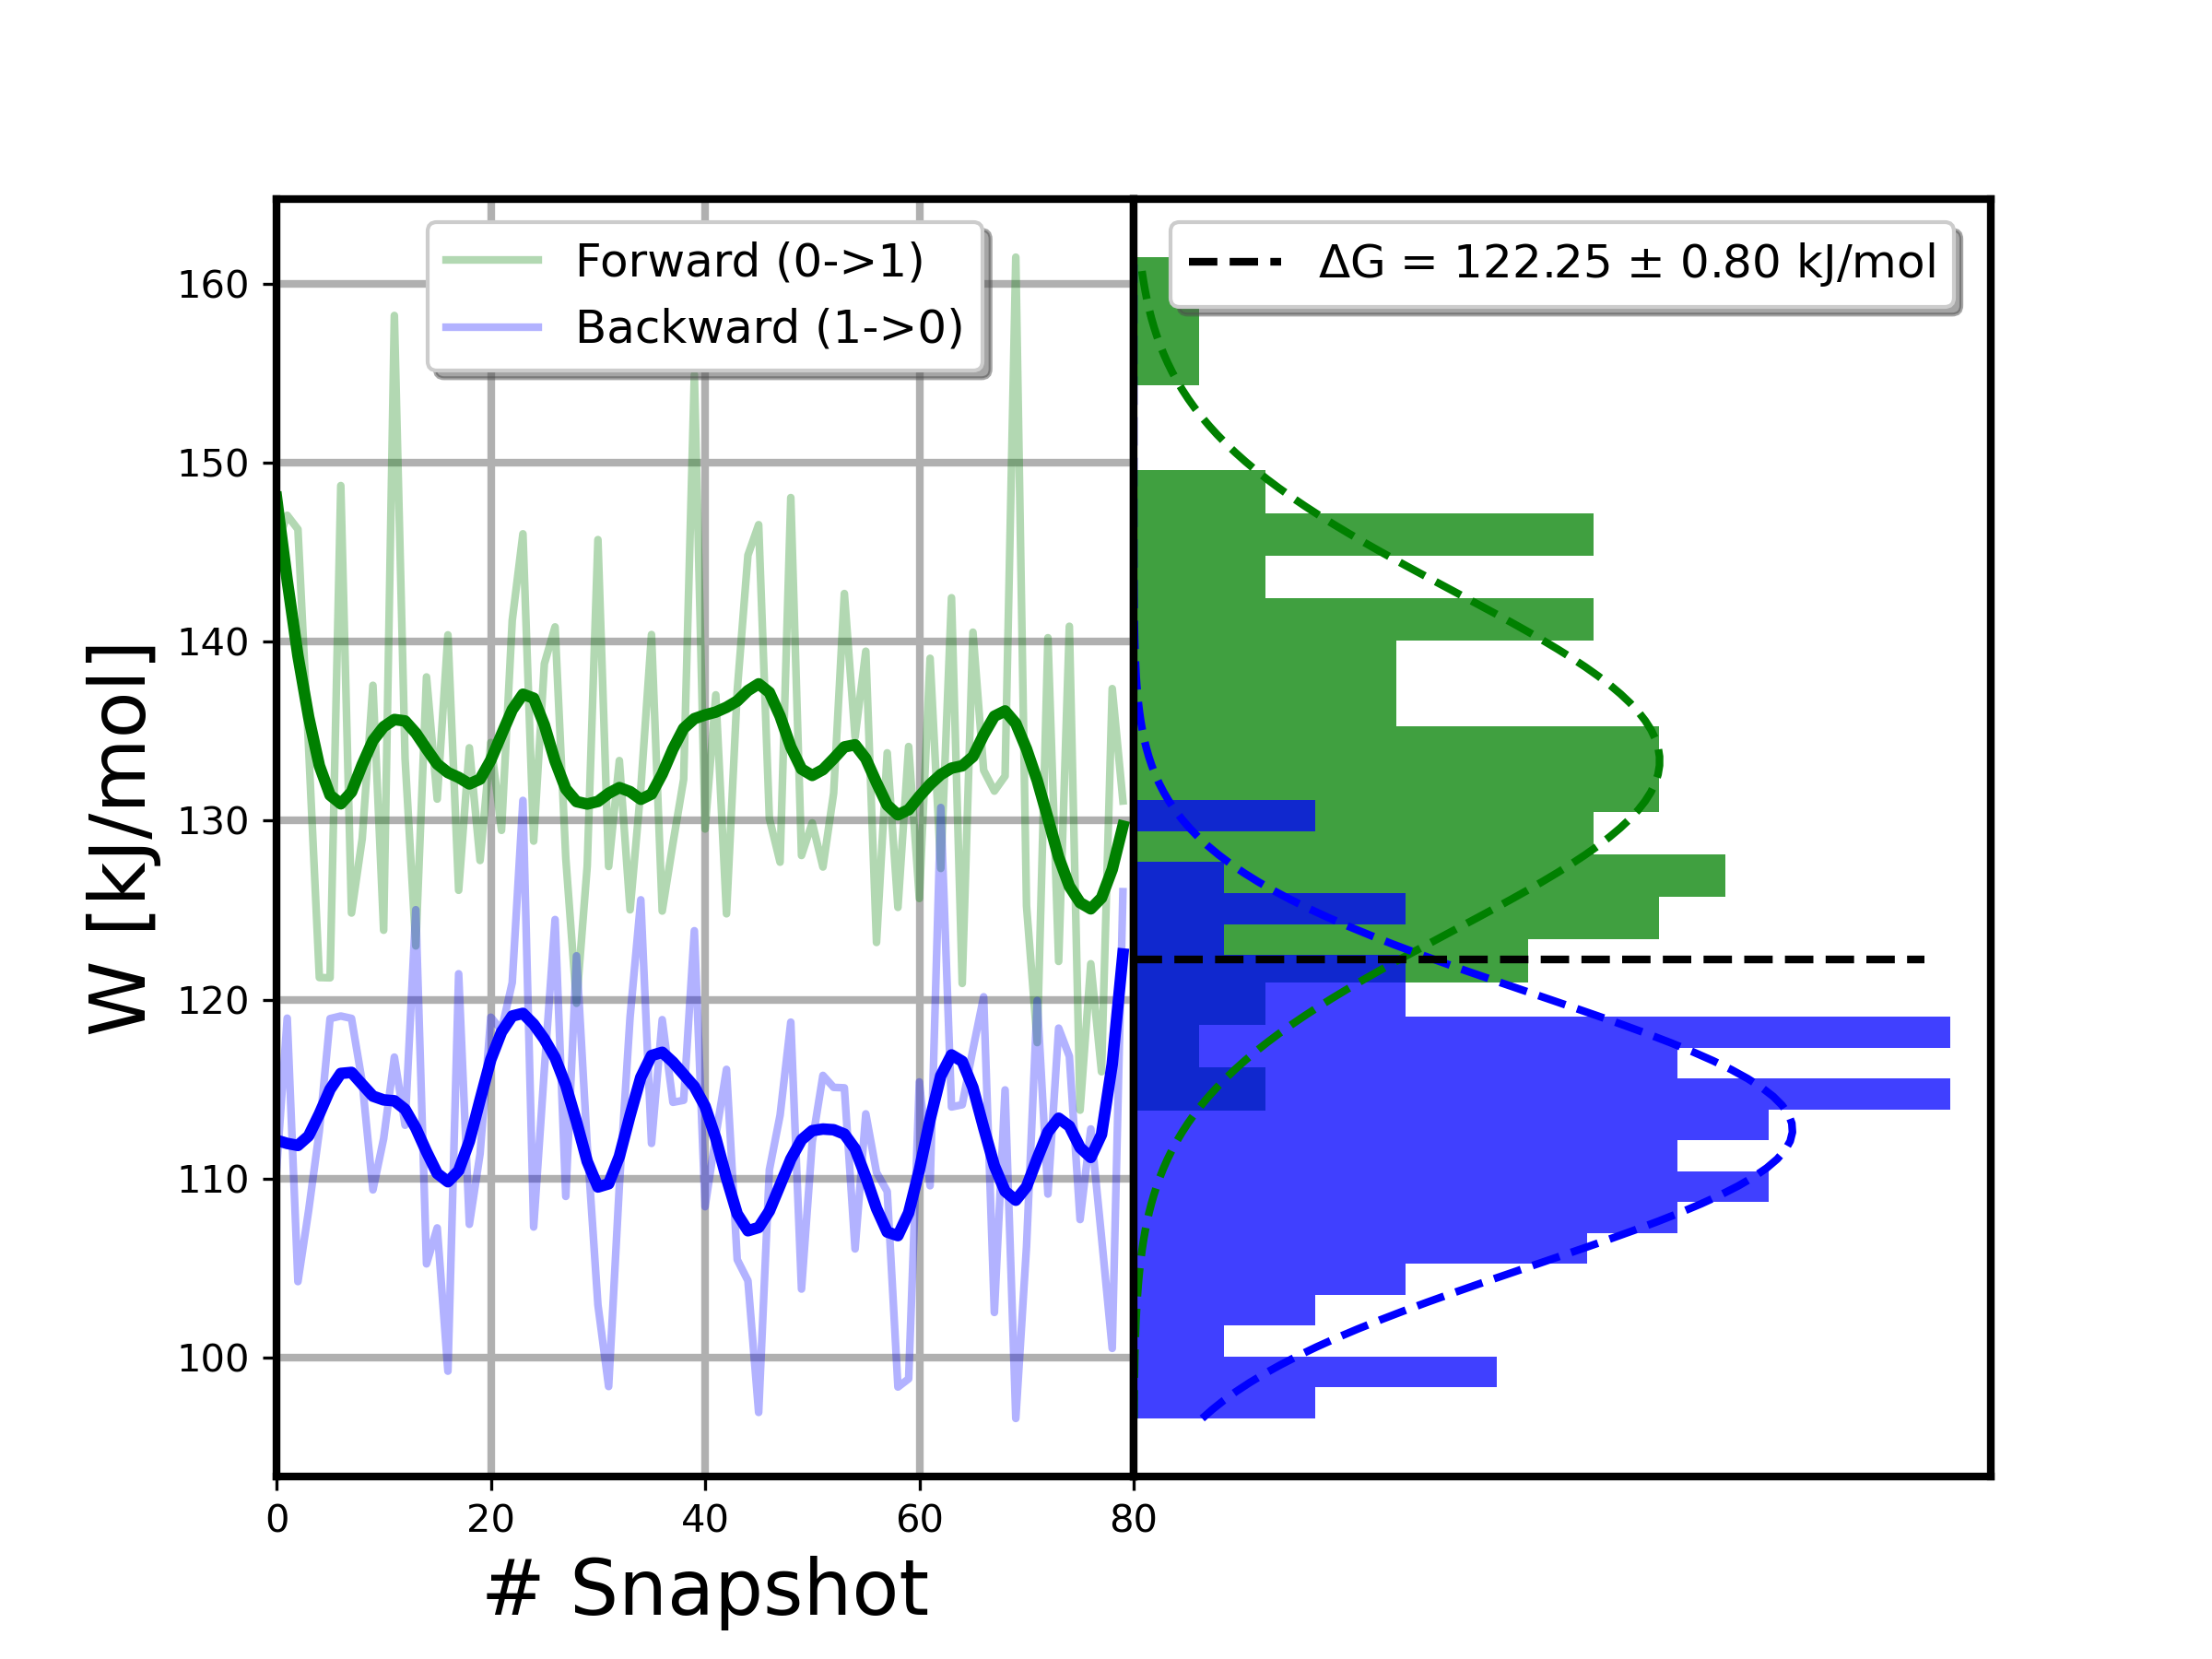 Forward (0->1)
Backward (1->0)
ΔG = 122.25 ± 0.80 kJ/mol
W [kJ/mol]
160
150
140
130
120
110
100
0 20 40 60 80
# Snapshot